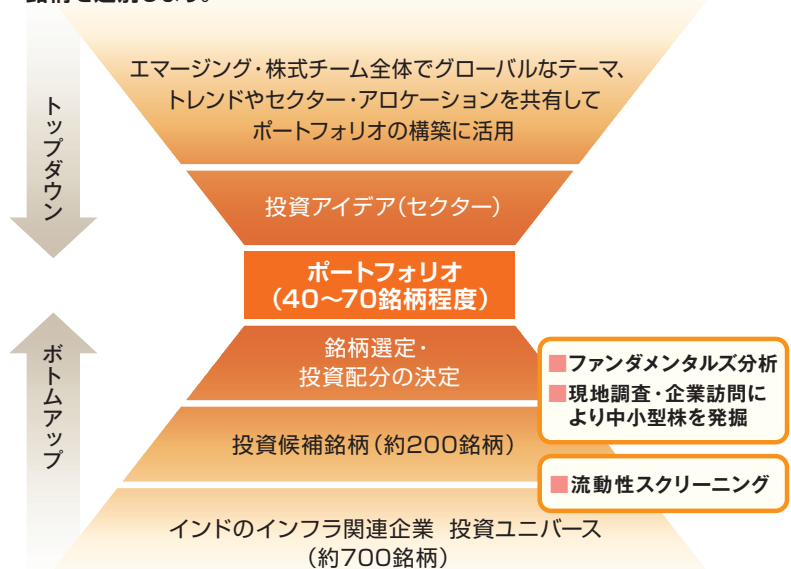 銘柄を選別します。
エマージング・株式チーム全体でグローバルなテーマ、
トレンドやセクター・アロケーションを共有して
ポートフォリオの構築に活用
トップダウン
投資アイデア(セクター)
ポートフォリオ
(40～70銘柄程度)
ボトムアップ
銘柄選定・
投資配分の決定
■ファンダメンタルズ分析
■現地調査・企業訪問に
より中小型株を発掘
投資候補銘柄(約200銘柄)
■流動性スクリーニング
インドのインフラ関連企業 投資ユニバース
(約700銘柄)